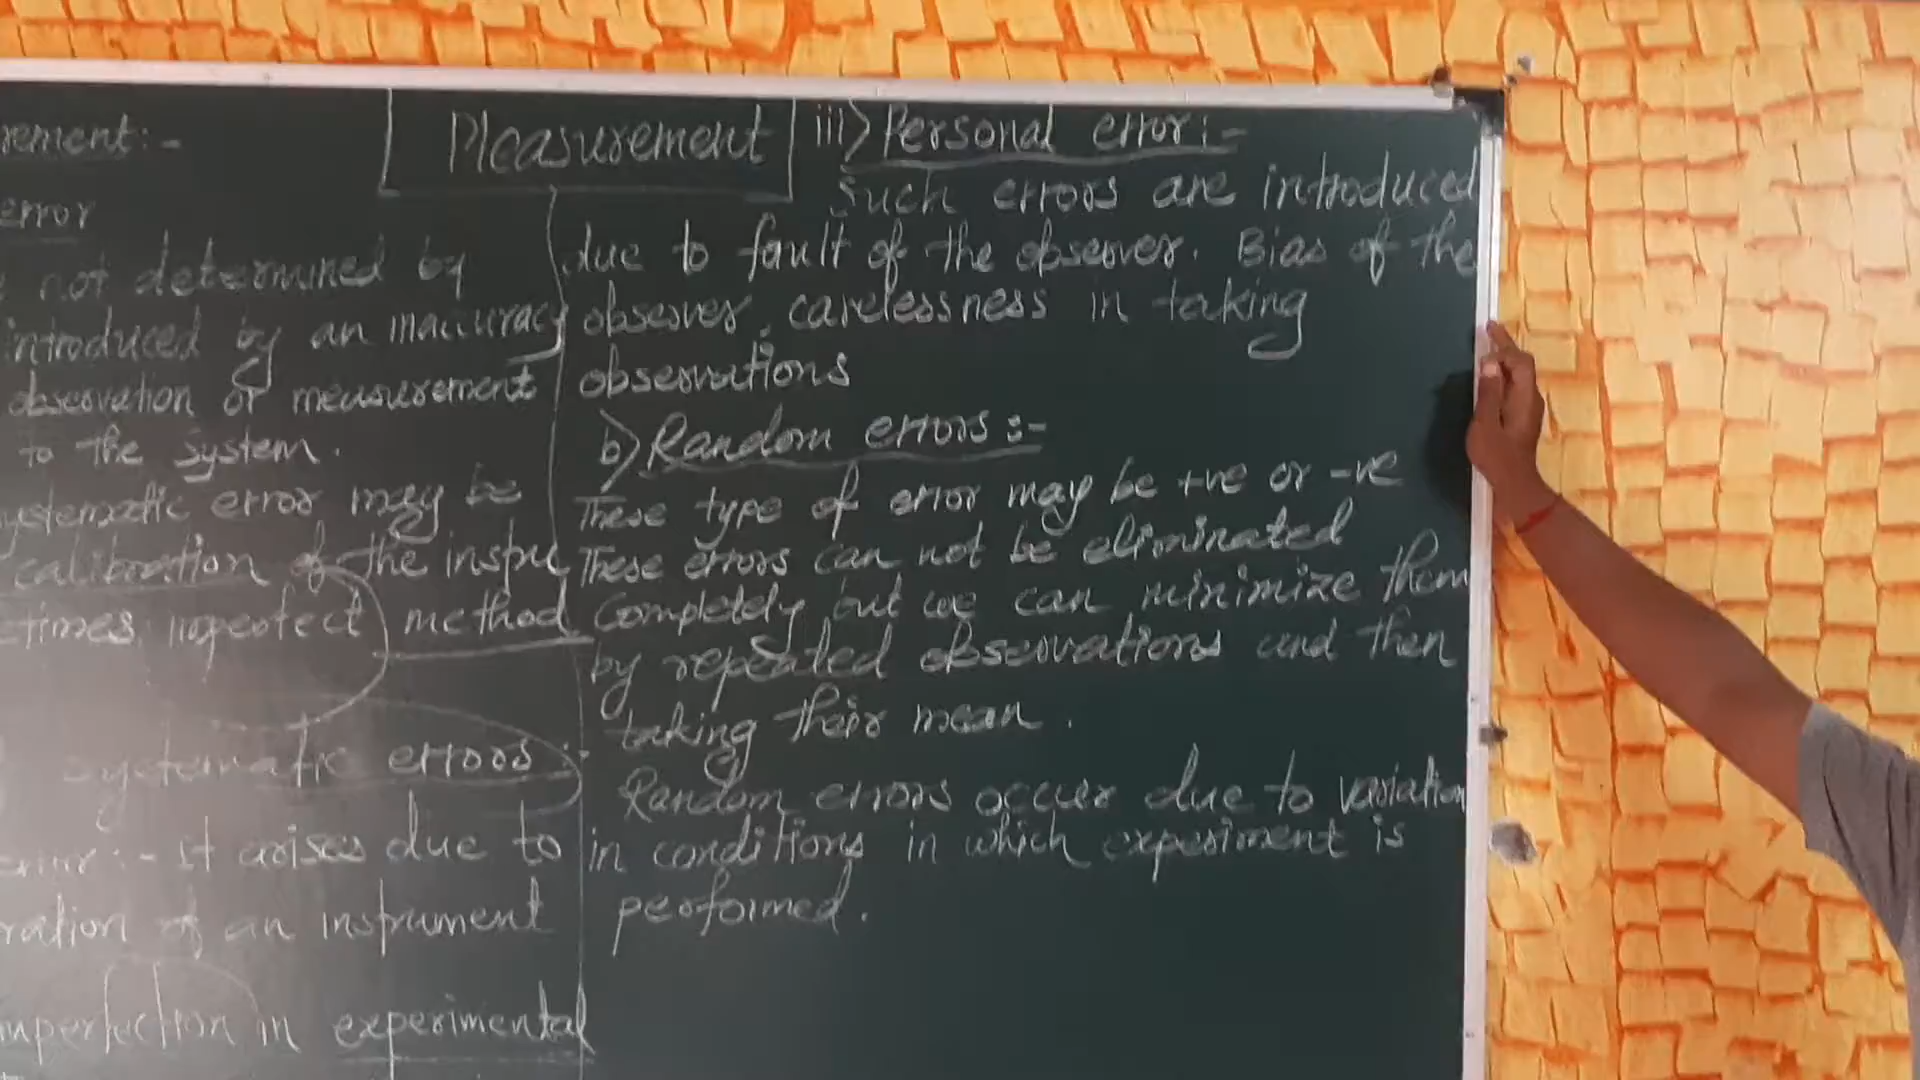 Measurement
rement:-
error
not determined by
introduced by an inaccuracy
observation or measurement
to the system.
ystematic error may be
calibration of the instru
etimes imperfect method
systematic errors :-
error :- it arises due to
ration of an instrument
imperfection in experimental
iii) Personal error:-
Such errors are introduced
due to fault of the observer. Bias of the
observer, carelessness in taking
observations
b) Random errors :-
These type of error may be +ve or -ve
These errors can not be eliminated
Completely but we can minimize them
by repeated observations and then
taking their mean.
Random errors occur due to variation
in conditions in which experiment is
performed.